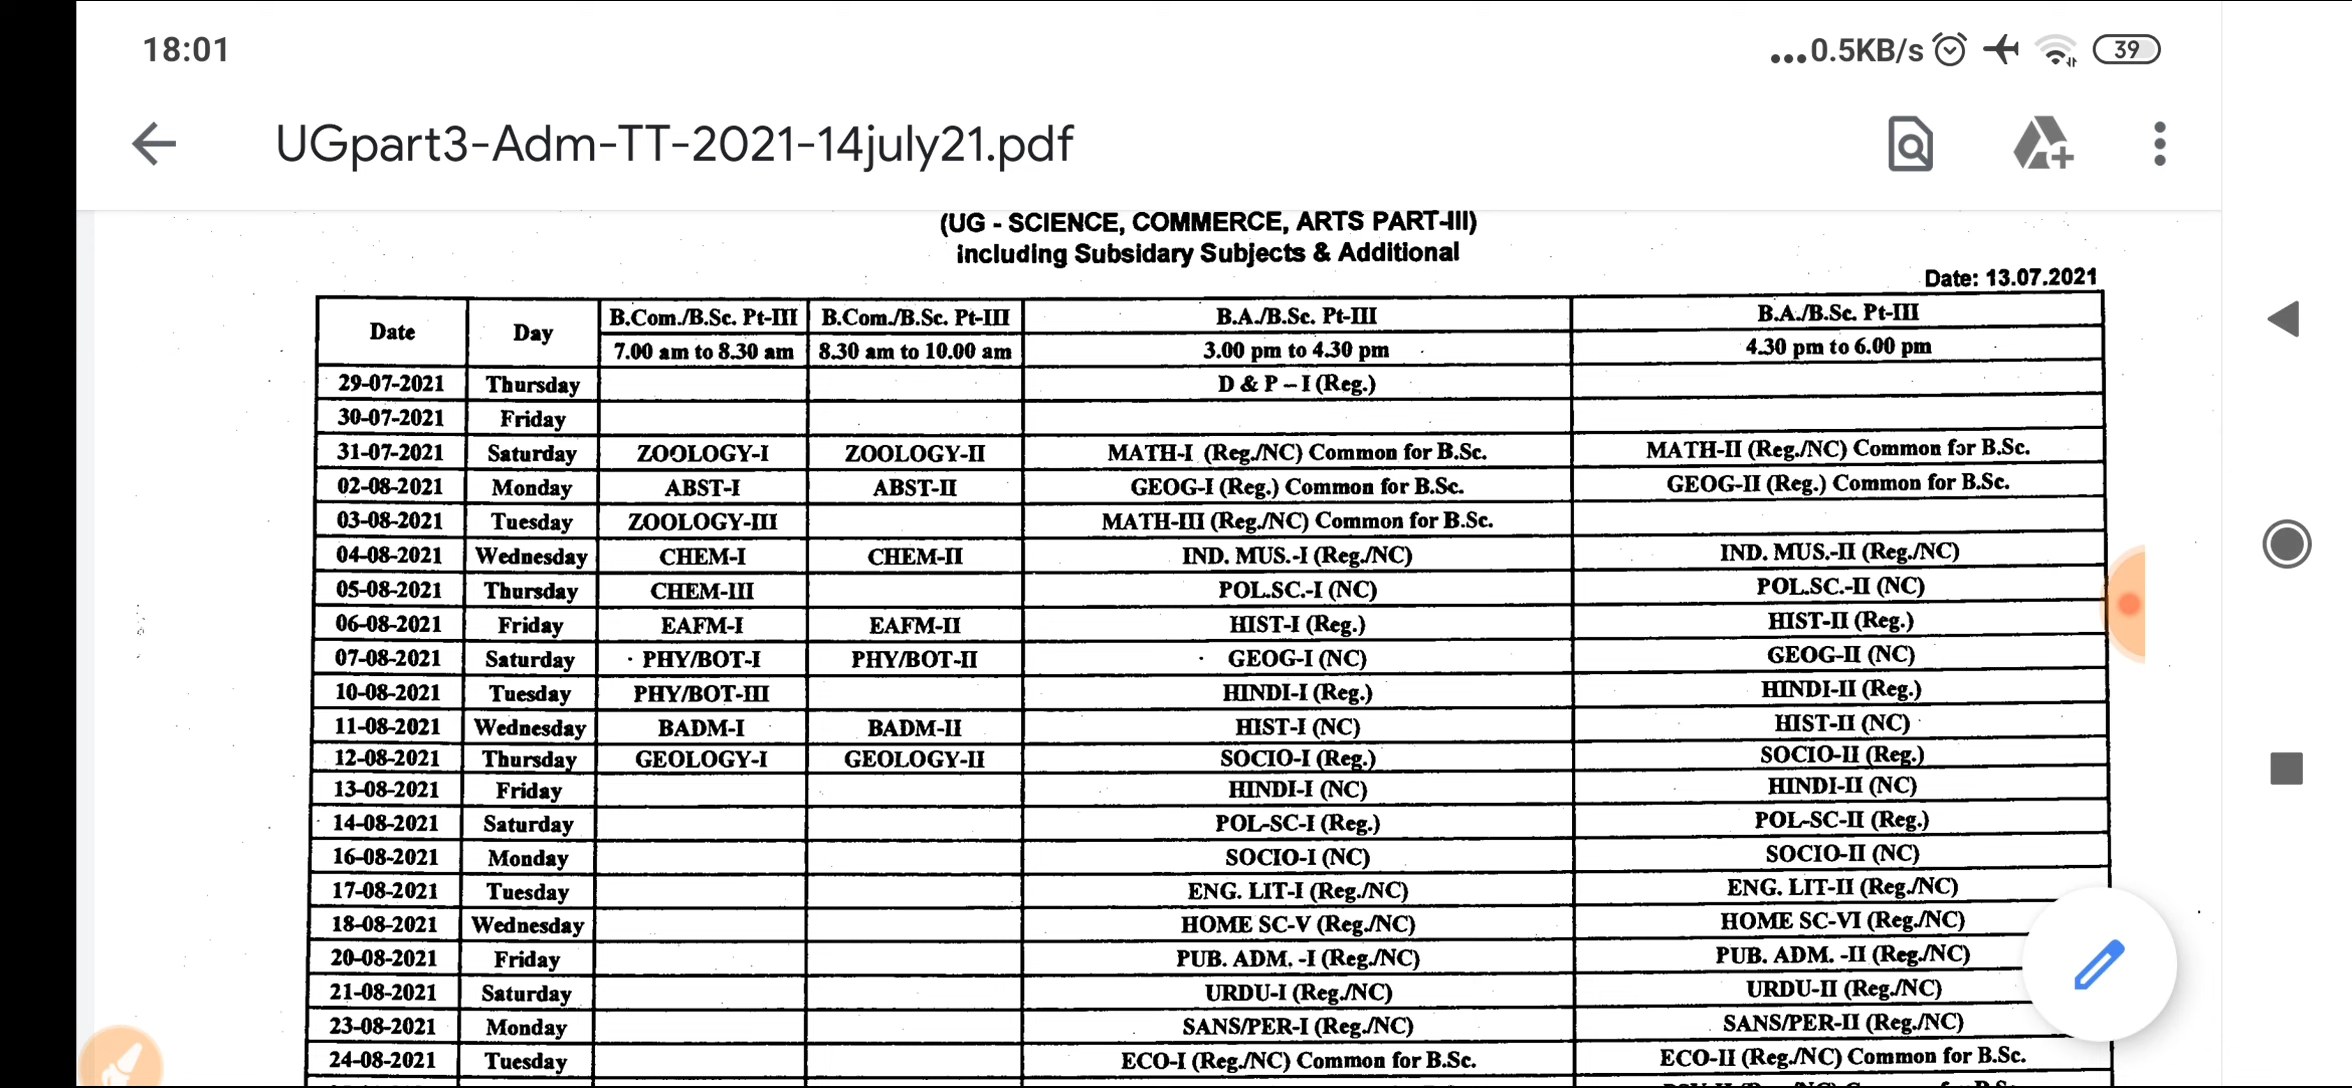 18:01
...0.5KB/s 39
UGpart3-Adm-TT-2021-14july21.pdf
(UG - SCIENCE, COMMERCE, ARTS PART-III)
including Subsidary Subjects & Additional
Date: 13.07.2021
Date Day B.Com./B.Sc. Pt-III B.Com./B.Sc. Pt-III B.A./B.Sc. Pt-III B.A./B.Sc. Pt-III
7.00 am to 8.30 am 8.30 am to 10.00 am 3.00 pm to 4.30 pm 4.30 pm to 6.00 pm
29-07-2021 Thursday D & P – I (Reg.)
30-07-2021 Friday
31-07-2021 Saturday ZOOLOGY-I ZOOLOGY-II MATH-I (Reg./NC) Common for B.Sc. MATH-II (Reg./NC) Common for B.Sc.
02-08-2021 Monday ABST-I ABST-II GEOG-I (Reg.) Common for B.Sc. GEOG-II (Reg.) Common for B.Sc.
03-08-2021 Tuesday ZOOLOGY-III MATH-III (Reg./NC) Common for B.Sc.
04-08-2021 Wednesday CHEM-I CHEM-II IND. MUS.-I (Reg./NC) IND. MUS.-II (Reg./NC)
05-08-2021 Thursday CHEM-III POL.SC.-I (NC) POL.SC.-II (NC)
06-08-2021 Friday EAFM-I EAFM-II HIST-I (Reg.) HIST-II (Reg.)
07-08-2021 Saturday PHY/BOT-I PHY/BOT-II GEOG-I (NC) GEOG-II (NC)
10-08-2021 Tuesday PHY/BOT-III HINDI-I (Reg.) HINDI-II (Reg.)
11-08-2021 Wednesday BADM-I BADM-II HIST-I (NC) HIST-II (NC)
12-08-2021 Thursday GEOLOGY-I GEOLOGY-II SOCIO-I (Reg.) SOCIO-II (Reg.)
13-08-2021 Friday HINDI-I (NC) HINDI-II (NC)
14-08-2021 Saturday POL-SC-I (Reg.) POL-SC-II (Reg.)
16-08-2021 Monday SOCIO-I (NC) SOCIO-II (NC)
17-08-2021 Tuesday ENG. LIT-I (Reg./NC) ENG. LIT-II (Reg./NC)
18-08-2021 Wednesday HOME SC-V (Reg./NC) HOME SC-VI (Reg./NC)
20-08-2021 Friday PUB. ADM. -I (Reg./NC) PUB. ADM. -II (Reg./NC)
21-08-2021 Saturday URDU-I (Reg./NC) URDU-II (Reg./NC)
23-08-2021 Monday SANS/PER-I (Reg./NC) SANS/PER-II (Reg./NC)
24-08-2021 Tuesday ECO-I (Reg./NC) Common for B.Sc. ECO-II (Reg./NC) Common for B.Sc.